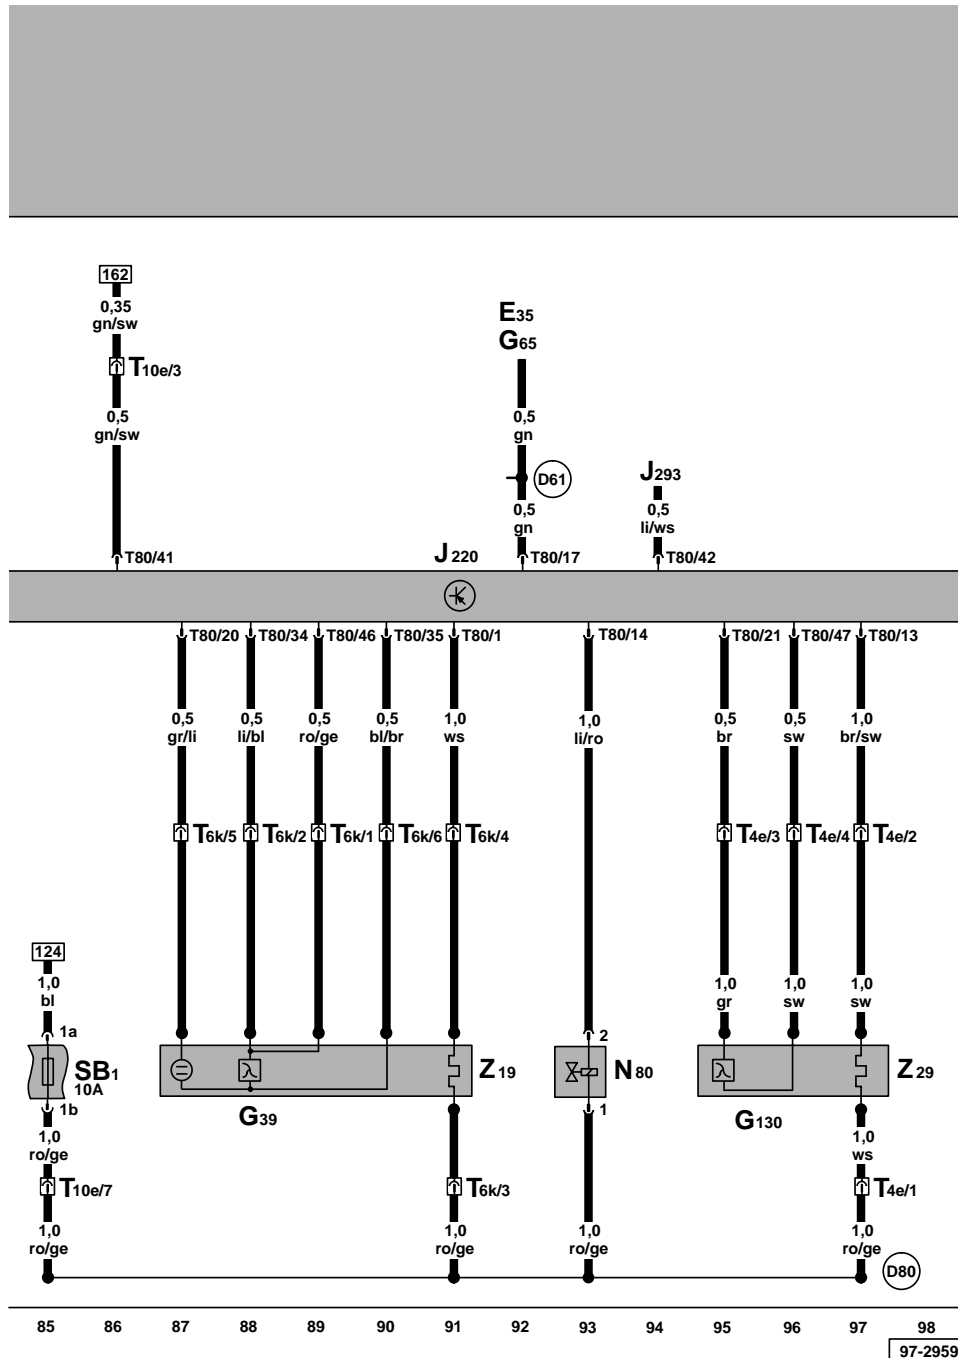 162
0,35
gn/sw
T10e/3
0,5
gn/sw
T80/41
E35
G65
0,5
gn
D61
0,5
gn
T80/17
J293
0,5
li/ws
T80/42
J220
T80/20 T80/34 T80/46 T80/35 T80/1 T80/14 T80/21 T80/47 T80/13
0,5 0,5 0,5 0,5 1,0 1,0 0,5 0,5 1,0
gr/li li/bl ro/ge bl/br ws li/ro br sw br/sw
T6k/5 T6k/2 T6k/1 T6k/6 T6k/4 T4e/3 T4e/4 T4e/2
124
1,0 1,0 1,0 1,0
bl gr sw sw
1a 2
SB1
10A
Z19 N80 Z29
1b G39 1 G130
1,0 1,0
ro/ge ws
T10e/7 T6k/3 T4e/1
1,0 1,0 1,0 1,0
ro/ge ro/ge ro/ge ro/ge
D80
85 86 87 88 89 90 91 92 93 94 95 96 97 98
97-2959